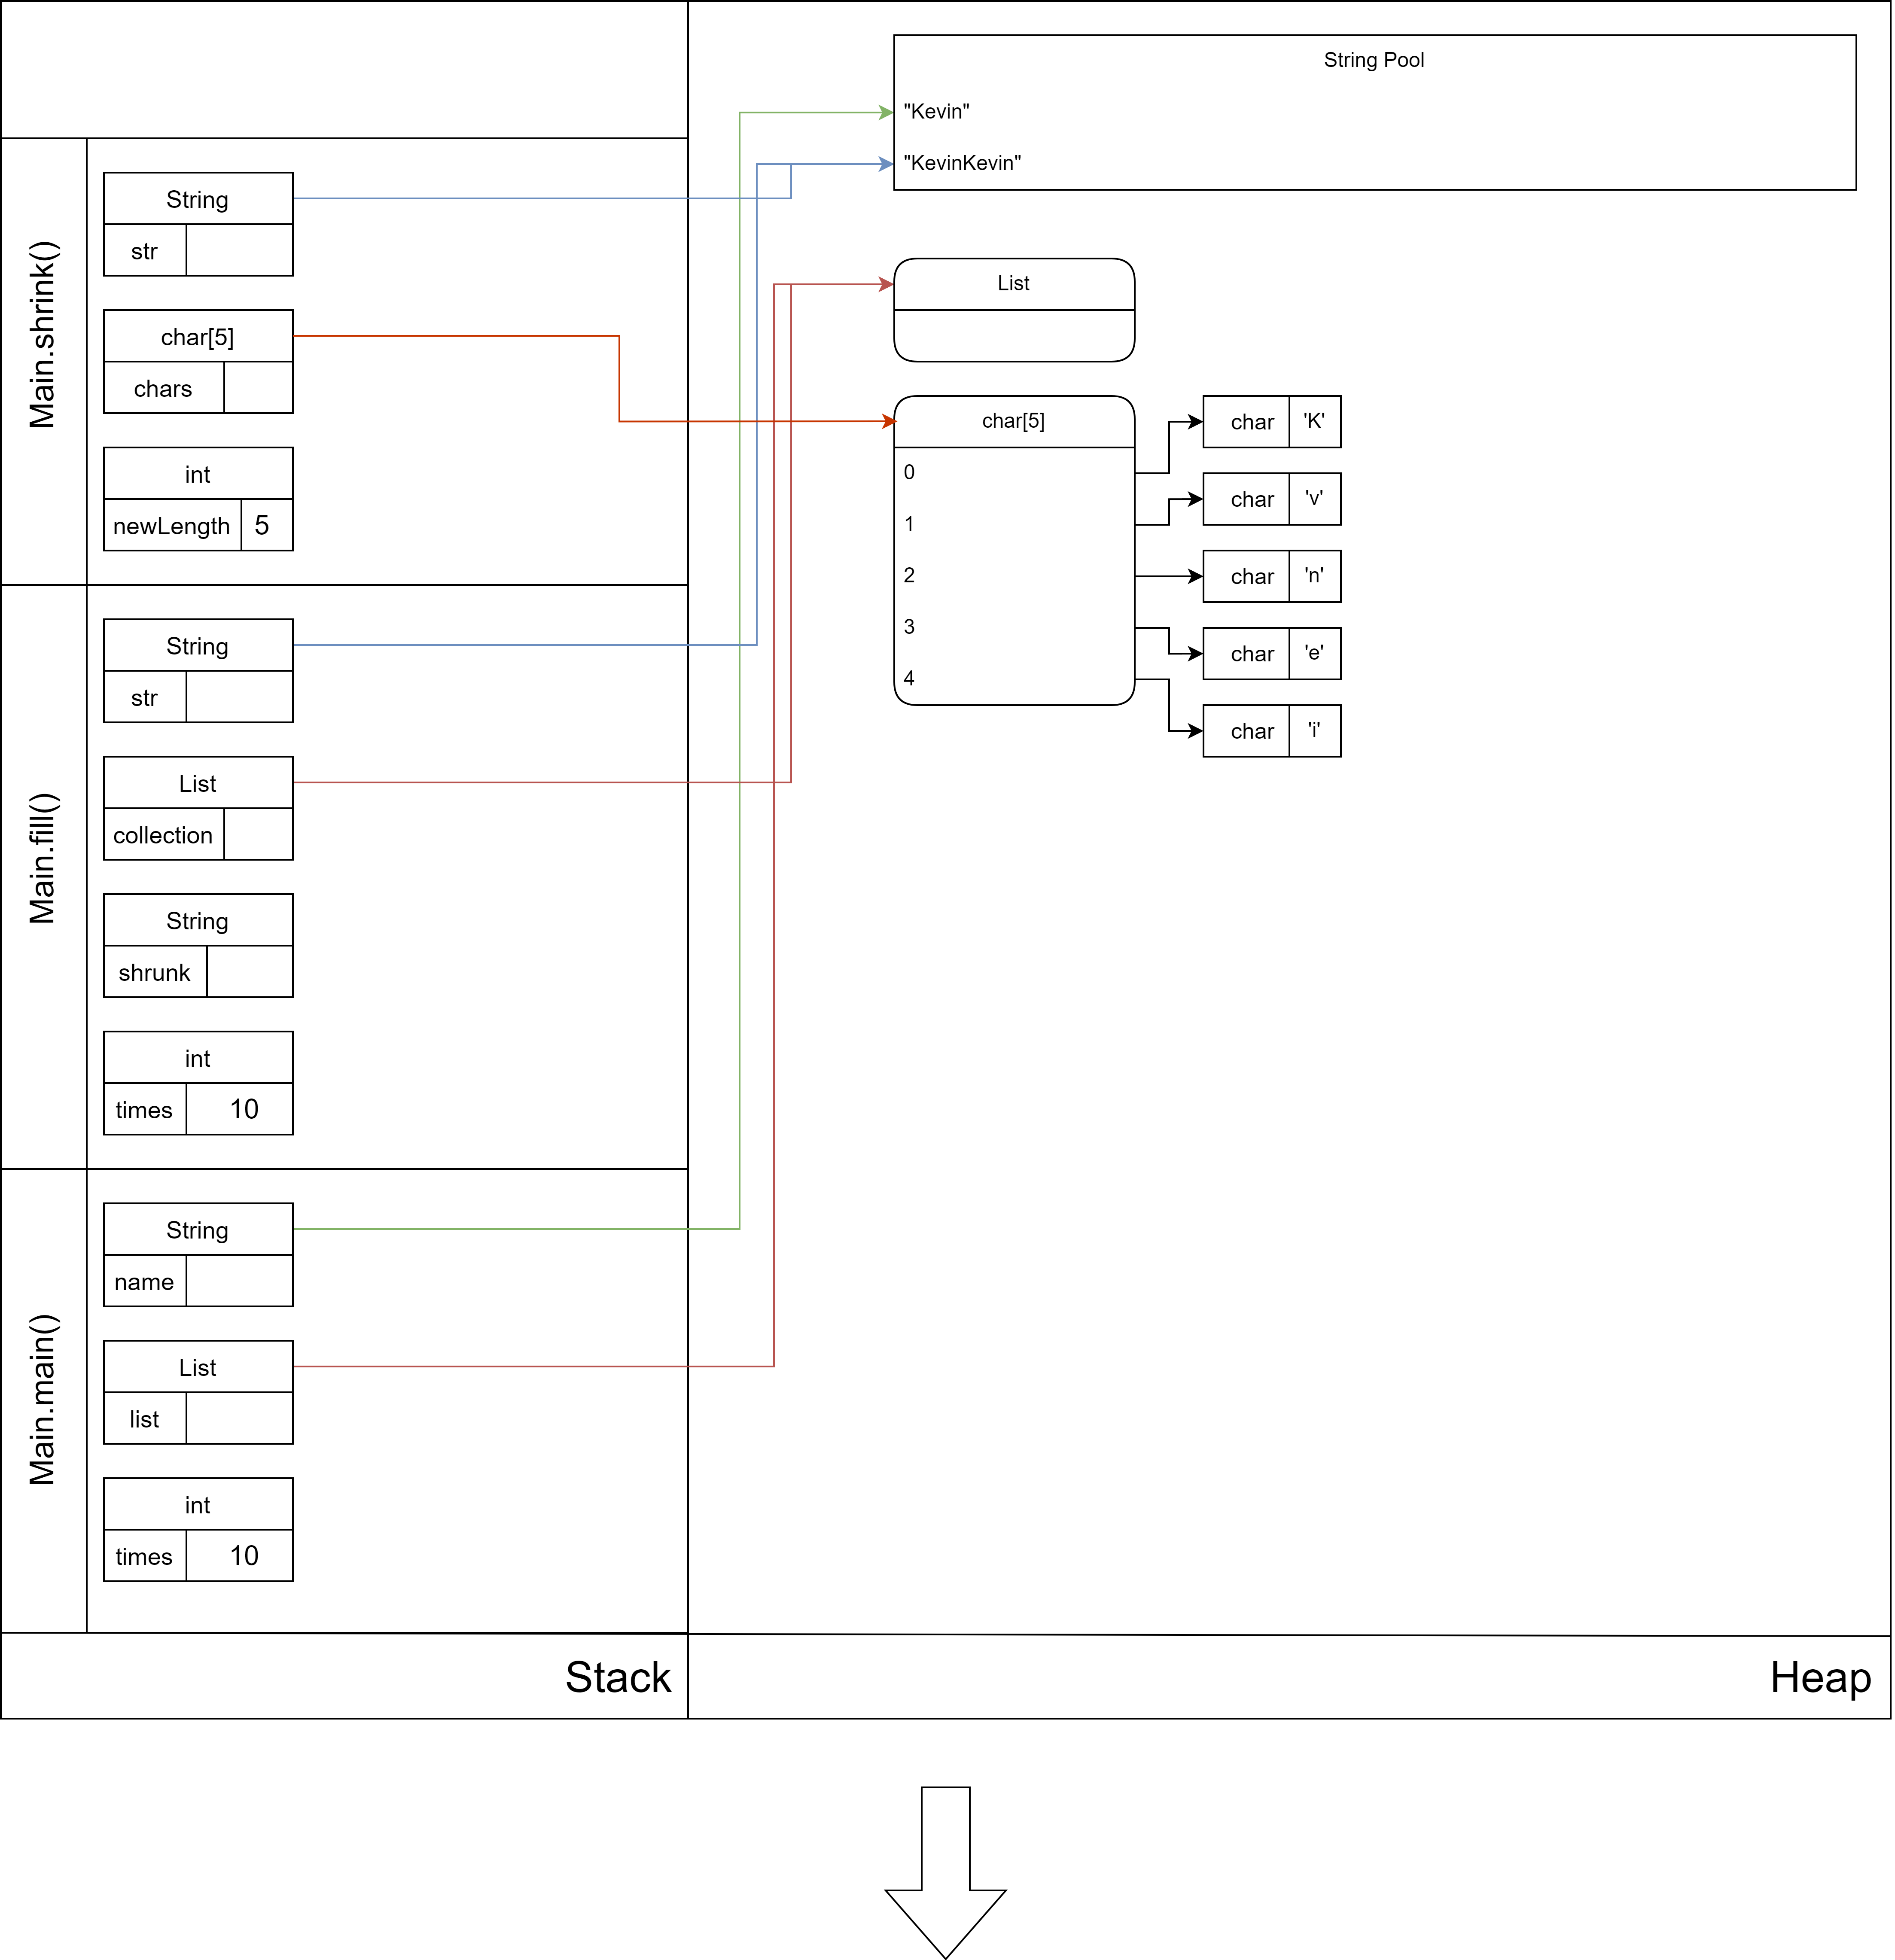 Main.shrink()
String
str
char[5]
chars
int
newLength 5
Main.fill()
String
str
List
collection
String
shrunk
int
times 10
Main.main()
String
name
List
list
int
times 10
Stack
String Pool
"Kevin"
"KevinKevin"
List
char[5]
0
1
2
3
4
char 'K'
char 'v'
char 'n'
char 'e'
char 'i'
Heap